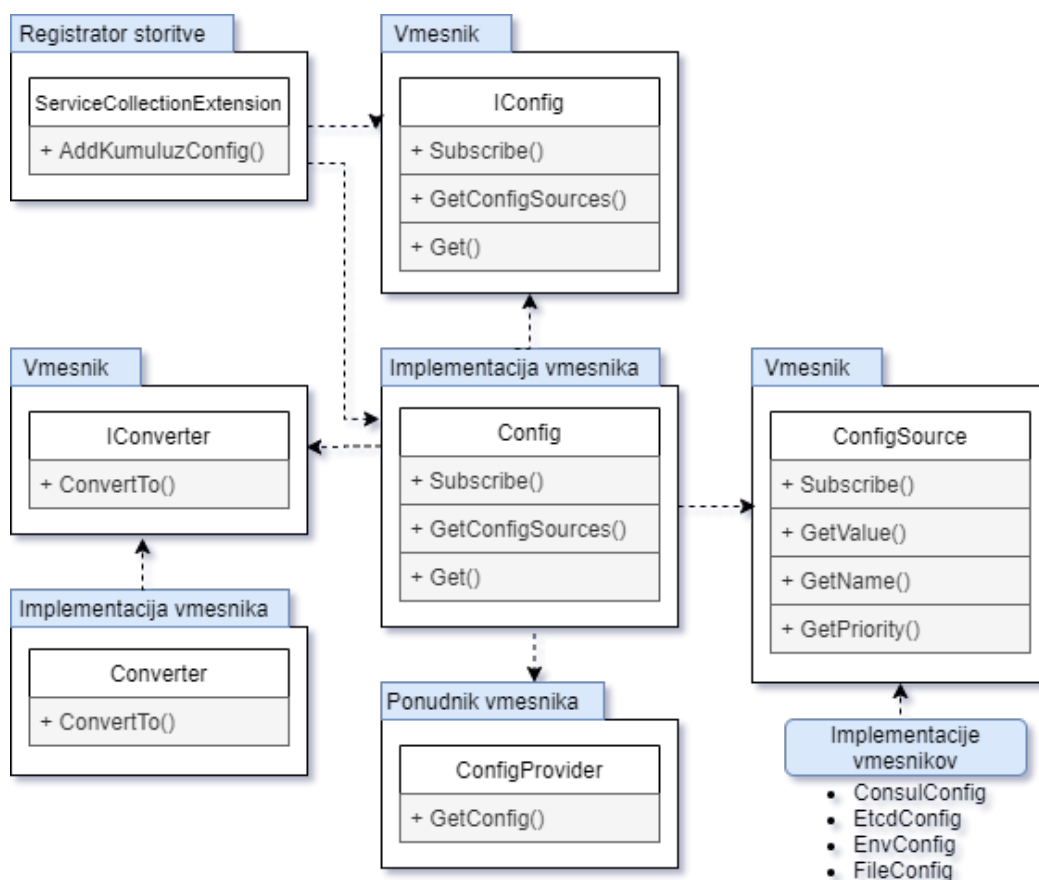 Registrator storitve
ServiceCollectionExtension
+ AddKumuluzConfig()
Vmesnik
IConfig
+ Subscribe()
+ GetConfigSources()
+ Get()
Vmesnik
IConverter
+ ConvertTo()
Implementacija vmesnika
Config
+ Subscribe()
+ GetConfigSources()
+ Get()
Vmesnik
ConfigSource
+ Subscribe()
+ GetValue()
+ GetName()
+ GetPriority()
Implementacija vmesnika
Converter
+ ConvertTo()
Ponudnik vmesnika
ConfigProvider
+ GetConfig()
Implementacije
vmesnikov
• ConsulConfig
• EtcdConfig
• EnvConfig
• FileConfig